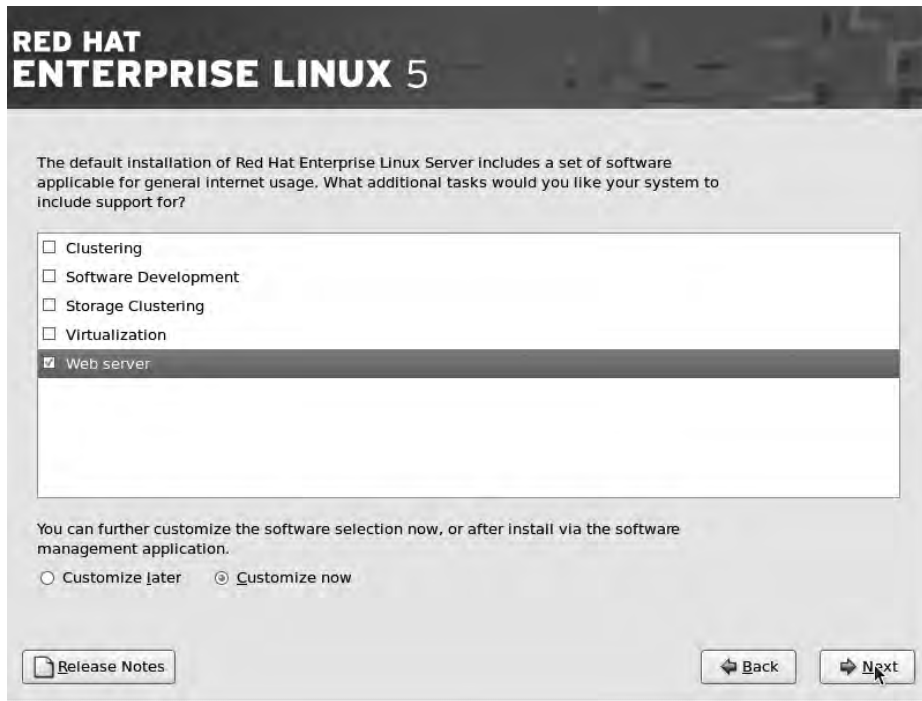 RED HAT
ENTERPRISE LINUX 5
The default installation of Red Hat Enterprise Linux Server includes a set of software
applicable for general internet usage. What additional tasks would you like your system to
include support for?
Clustering
Software Development
Storage Clustering
Virtualization
Web server
You can further customize the software selection now, or after install via the software
management application.
Customize later
Customize now
Release Notes
Back
Next